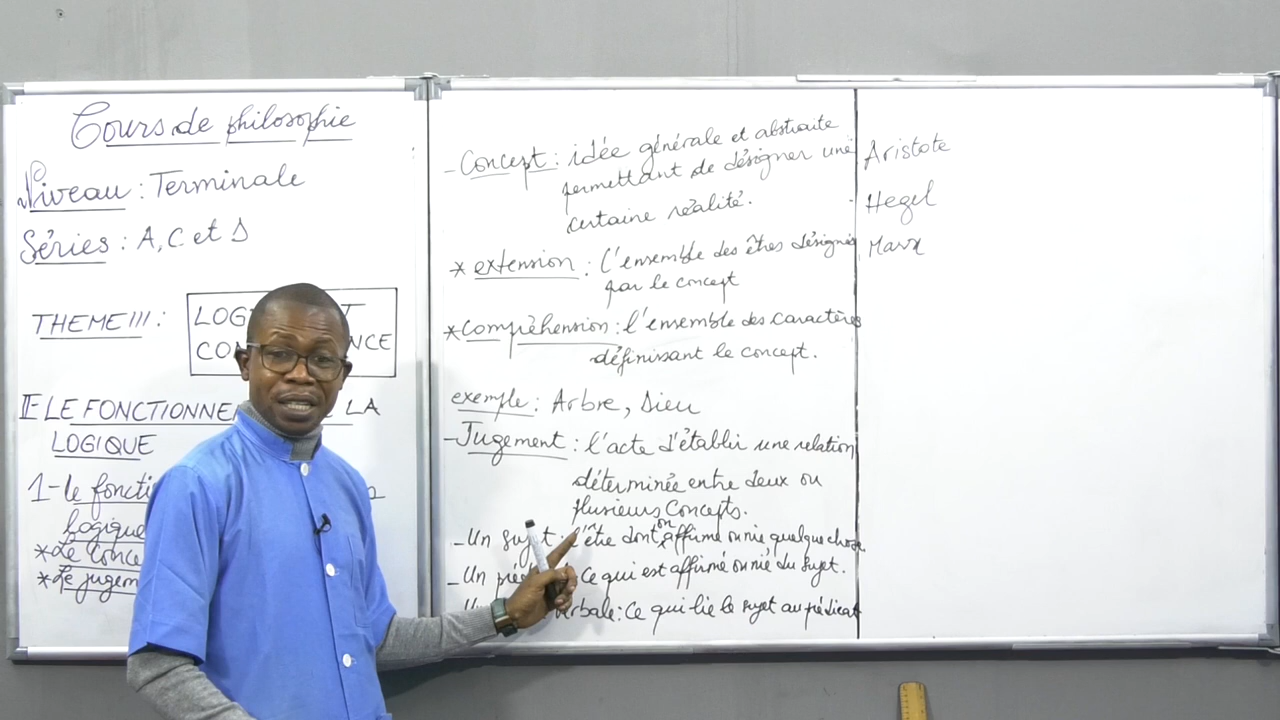 Cours de philosophie
Niveau : Terminale
Séries : A, C et D
THEME III :
LOG T
CO NCE
II LE FONCTIONNE LA
LOGIQUE
1- le foncti
Logique
* Le Conce
* Le jugem
- Concept : idée générale et abstraite
permettant de désigner une
certaine réalité.
* extension : L'ensemble des êtres désignés
par le concept
* Compréhension : l'ensemble des caractères
définissant le concept.
exemple : Arbre, Dieu
- Jugement : l'acte d'établir une relation
déterminée entre deux ou
plusieurs Concepts.
- Un sujet : l'être dont on affirme ou nie quelque chose
- Un préd Ce qui est affirmé ou nié du sujet.
U erbale : Ce qui lie le sujet au prédicat
Aristote
Hegel
Marx